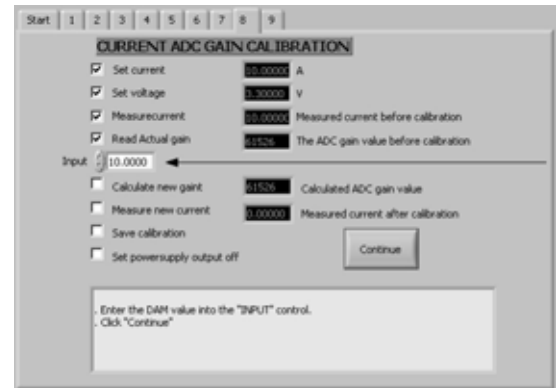 Start 1 2 3 4 5 6 7 8 9
CURRENT ADC GAIN CALIBRATION
Set current 10.00000 A
Set voltage 3.30000 V
Measurecurrent 10.00000 Measured current before calibration
Read Actual gain 61526 The ADC gain value before calibration
Input 10.0000
Calculate new gaint 61526 Calculated ADC gain value
Measure new current 0.00000 Measured current after calibration
Save calibration
Set powersupply output off
Continue
. Enter the DAM value into the "INPUT" control.
. Click "Continue"